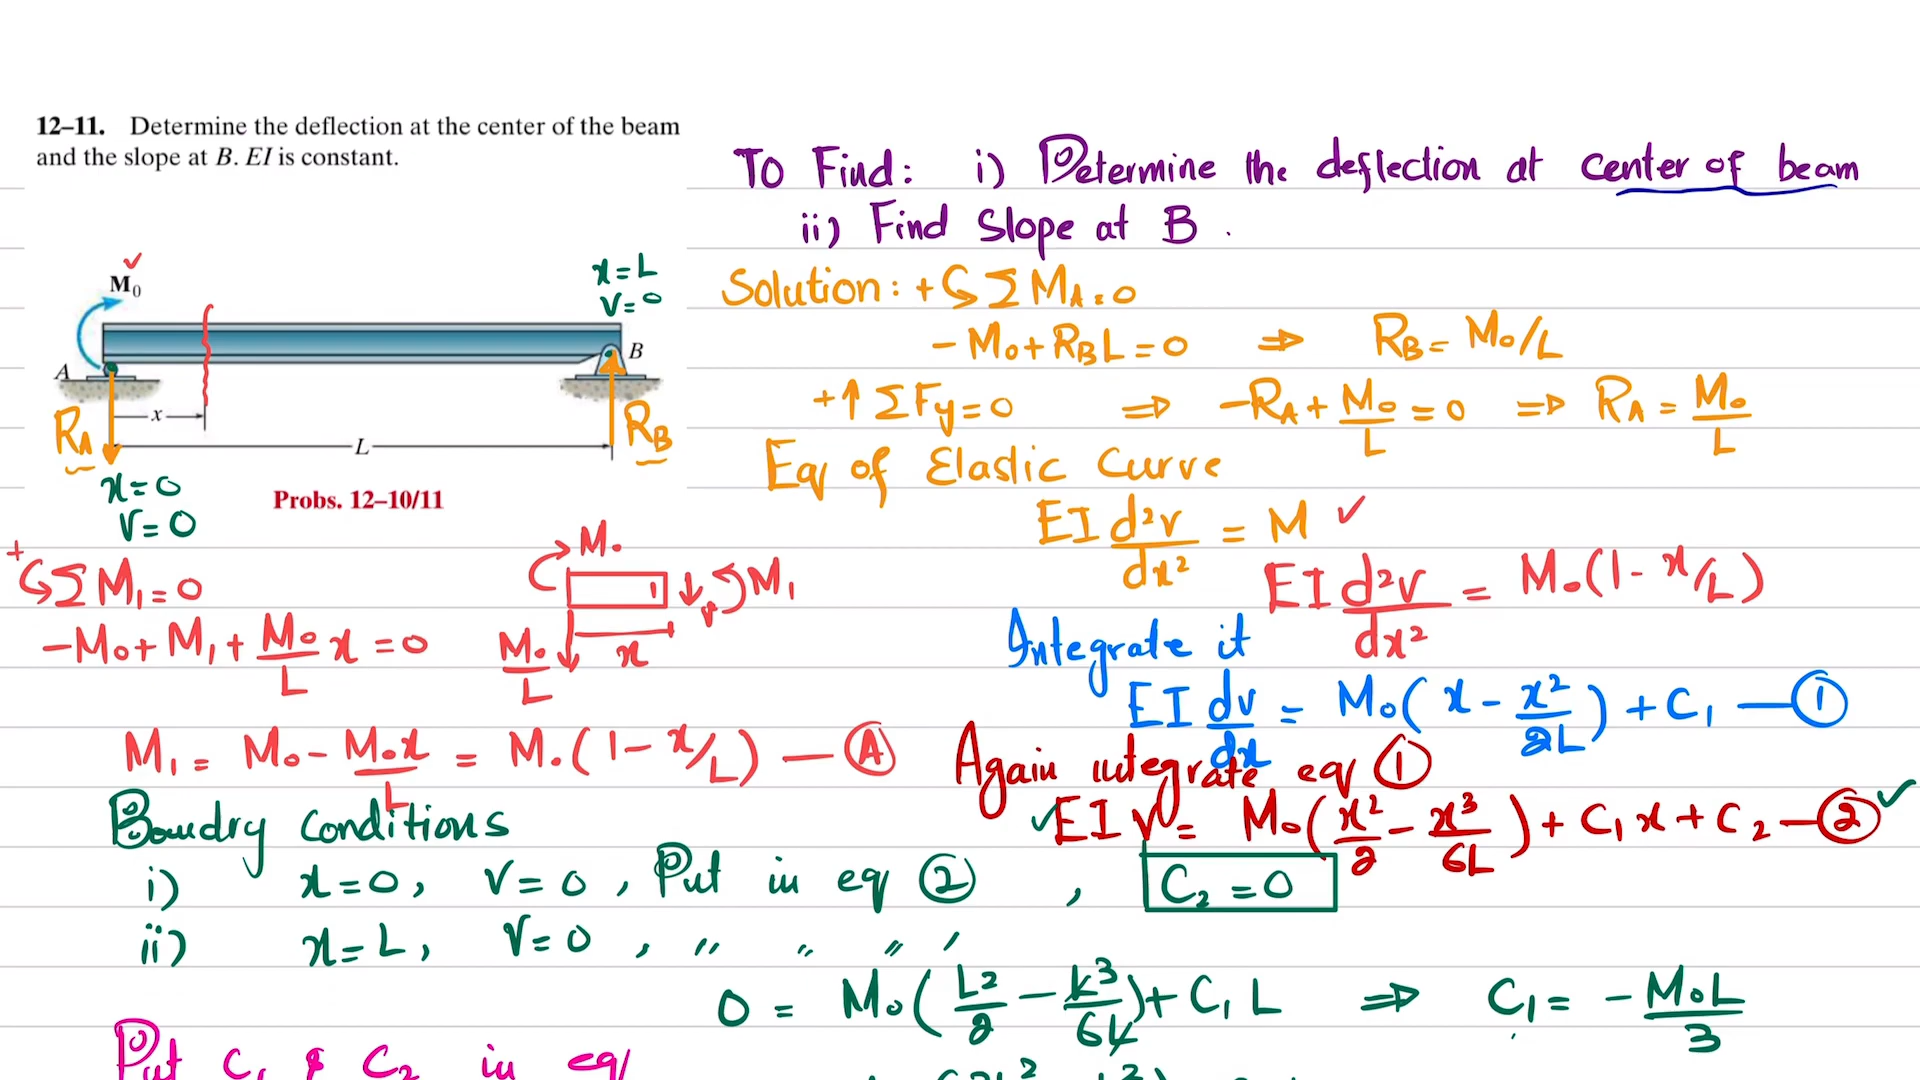 12–11. Determine the deflection at the center of the beam
and the slope at B. EI is constant.
M₀ ✓
x=L
V=0
A
B
x
R_A
R_B
L
x=0
V=0
Probs. 12–10/11
+↺ΣM₁=0
-M₀+M₁+M₀/L x=0
M₀
1
V
M₁
M₀/L
x
M₁= M₀-M₀x/L = M₀(1-x/L) —Ⓐ
Boundry Conditions
i) x=0, V=0, Put in eq ②, C₂=0
ii) x=L, V=0, " " " '
0 = M₀(L²/2 - L³/6L)+C₁L ⇒ C₁= -M₀L/3
Put C₁ & C₂ in eq
To Find: i) Determine the deflection at center of beam
ii) Find Slope at B.
Solution: +↺ΣM_A=0
-M₀+R_BL=0 ⇒ R_B=M₀/L
+↑ΣFy=0 ⇒ -R_A+M₀/L=0 ⇒ R_A=M₀/L
Eq of Elastic Curve
EI d²v/dx² = M ✓
EI d²v/dx² = M₀(1-x/L)
Integrate it
EI dv/dx = M₀(x-x²/2L)+C₁ —①
Again integrate eq ①
✓EIV= M₀(x²/2-x³/6L)+C₁x+C₂—② ✓